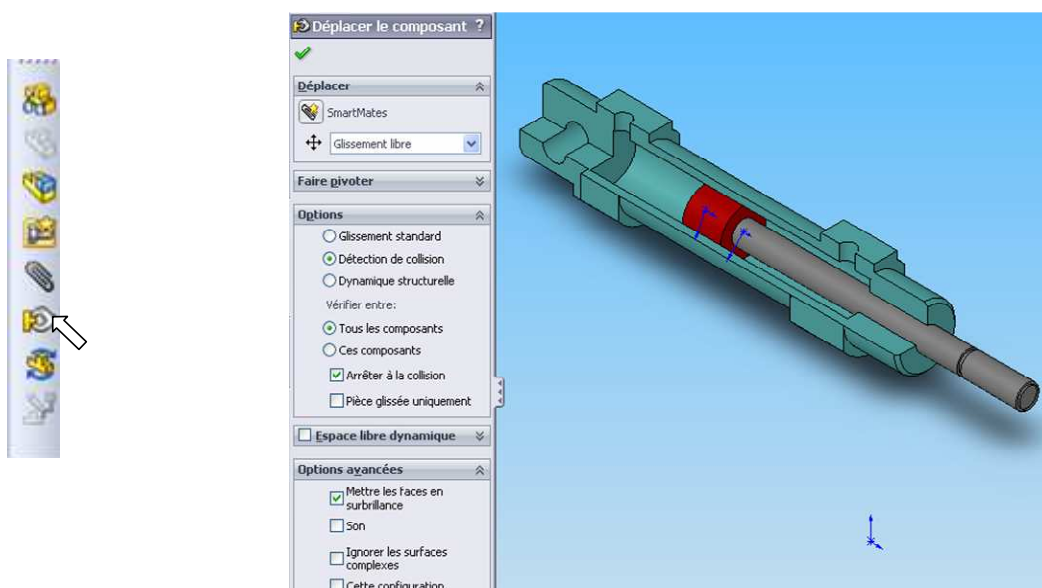 Déplacer le composant ?
Déplacer
SmartMates
Glissement libre
Faire pivoter
Options
Glissement standard
Détection de collision
Dynamique structurelle
Vérifier entre:
Tous les composants
Ces composants
Arrêter à la collision
Pièce glissée uniquement
Espace libre dynamique
Options avancées
Mettre les faces en
surbrillance
Son
Ignorer les surfaces
complexes
Cette configuration